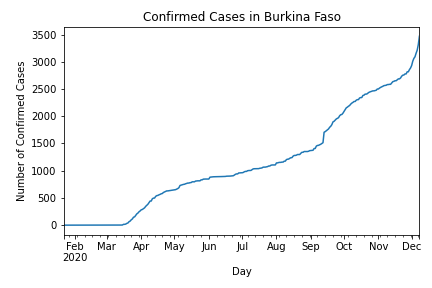 Confirmed Cases in Burkina Faso
Number of Confirmed Cases
3500
3000
2500
2000
1500
1000
500
0
Feb Mar Apr May Jun Jul Aug Sep Oct Nov Dec
2020
Day